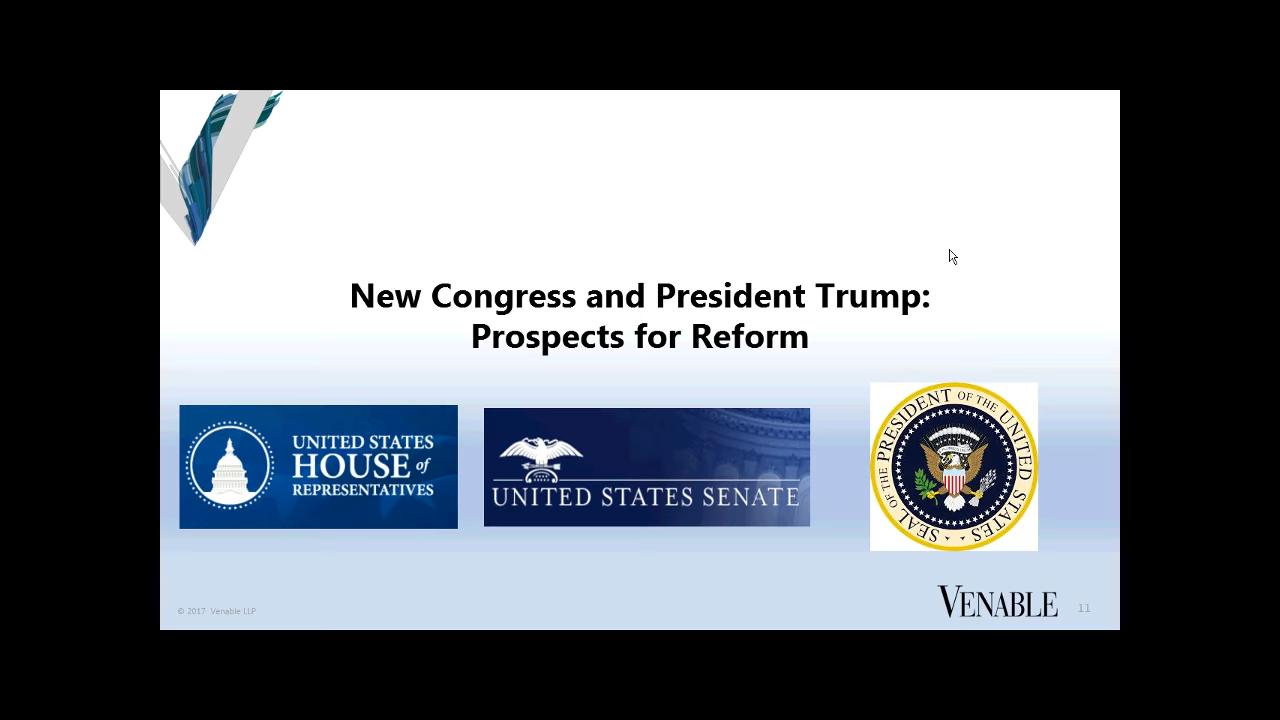 New Congress and President Trump:
Prospects for Reform
UNITED STATES
HOUSE of
REPRESENTATIVES
UNITED STATES SENATE
SEAL OF THE PRESIDENT OF THE UNITED STATES
© 2017 Venable LLP
VENABLE
11